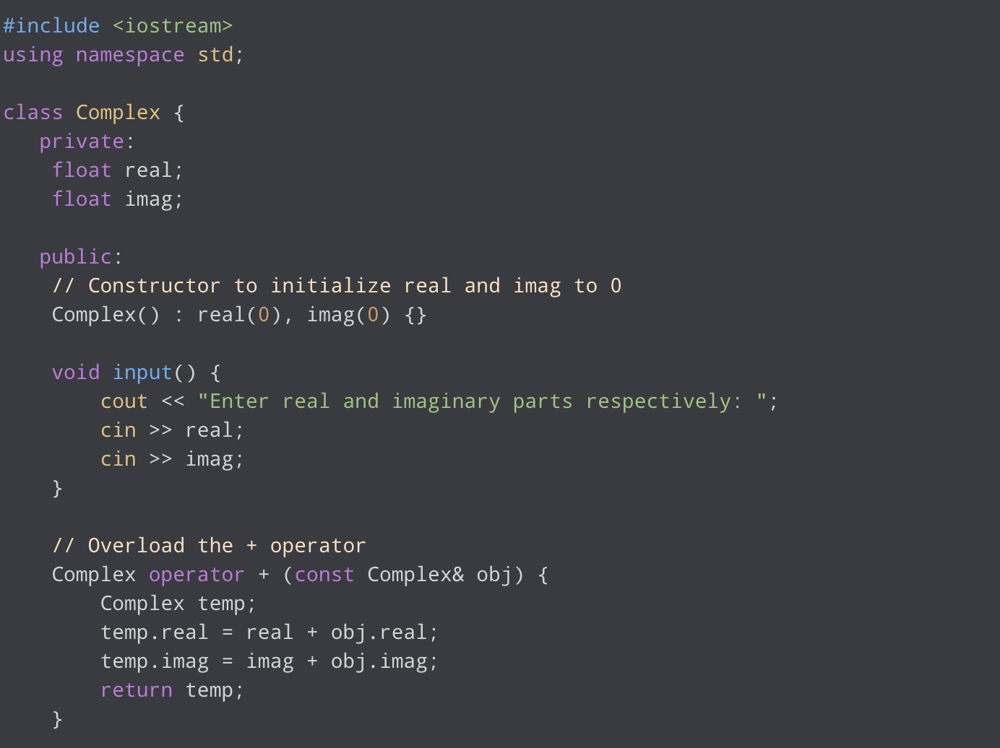 #include <iostream>
using namespace std;

class Complex {
   private:
    float real;
    float imag;

   public:
    // Constructor to initialize real and imag to 0
    Complex() : real(0), imag(0) {}

    void input() {
        cout << "Enter real and imaginary parts respectively: ";
        cin >> real;
        cin >> imag;
    }

    // Overload the + operator
    Complex operator + (const Complex& obj) {
        Complex temp;
        temp.real = real + obj.real;
        temp.imag = imag + obj.imag;
        return temp;
    }